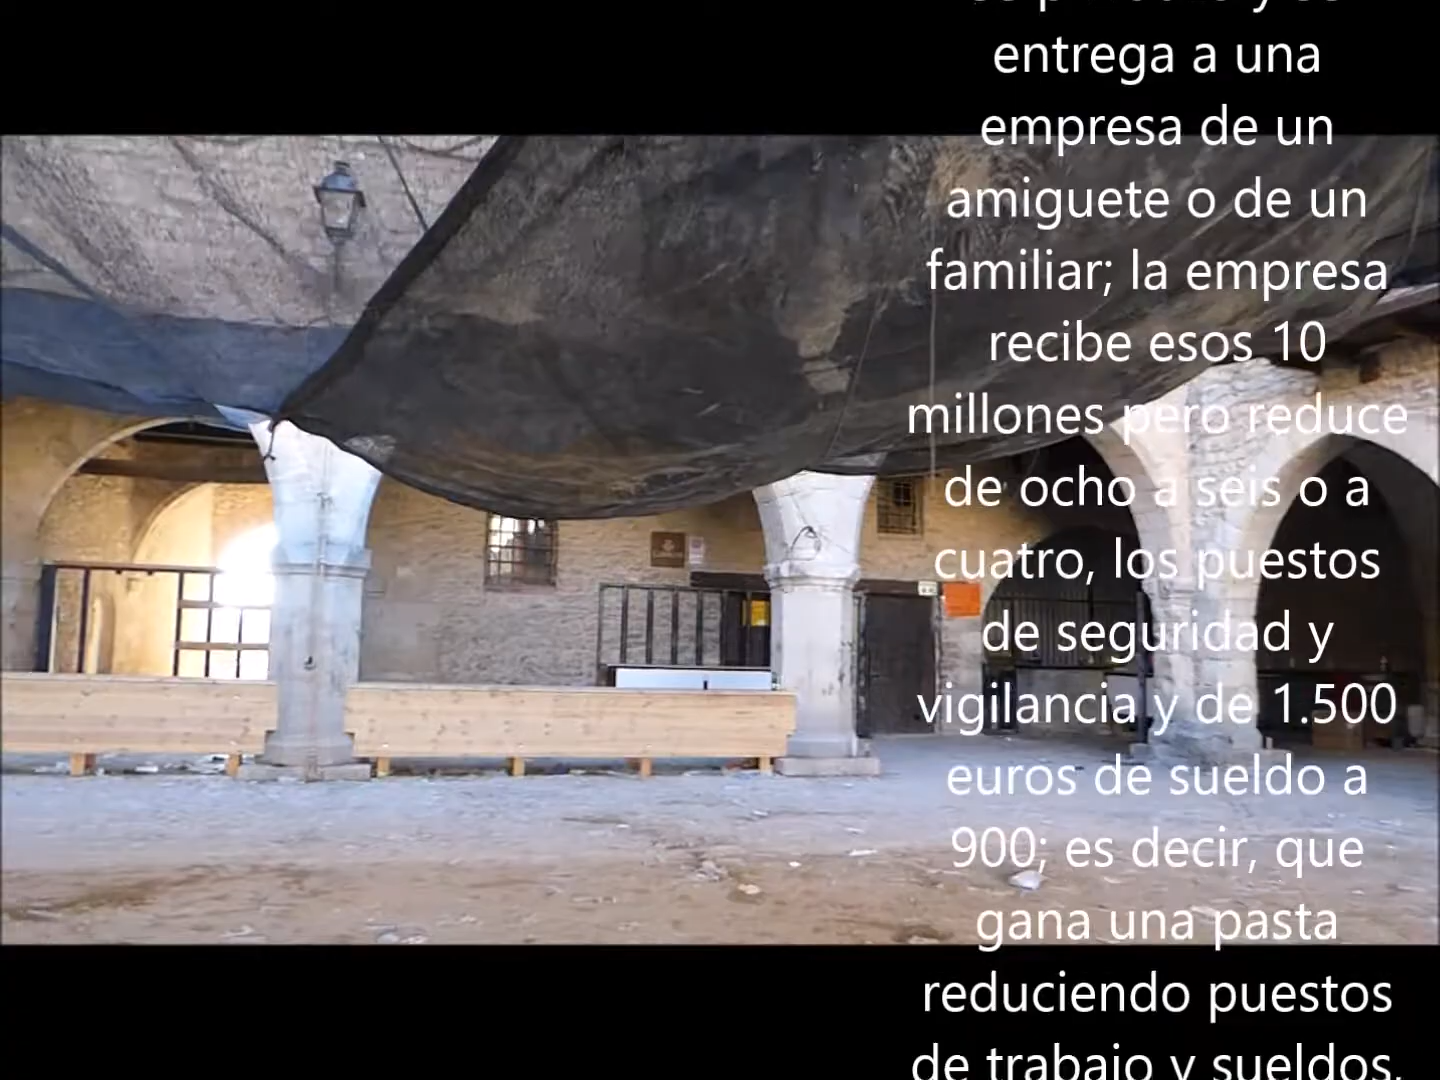 entrega a una
empresa de un
amiguete o de un
familiar; la empresa
recibe esos 10
millones pero reduce
de ocho a seis o a
cuatro, los puestos
de seguridad y
vigilancia y de 1.500
euros de sueldo a
900; es decir, que
gana una pasta
reduciendo puestos
de trabajo y sueldos.